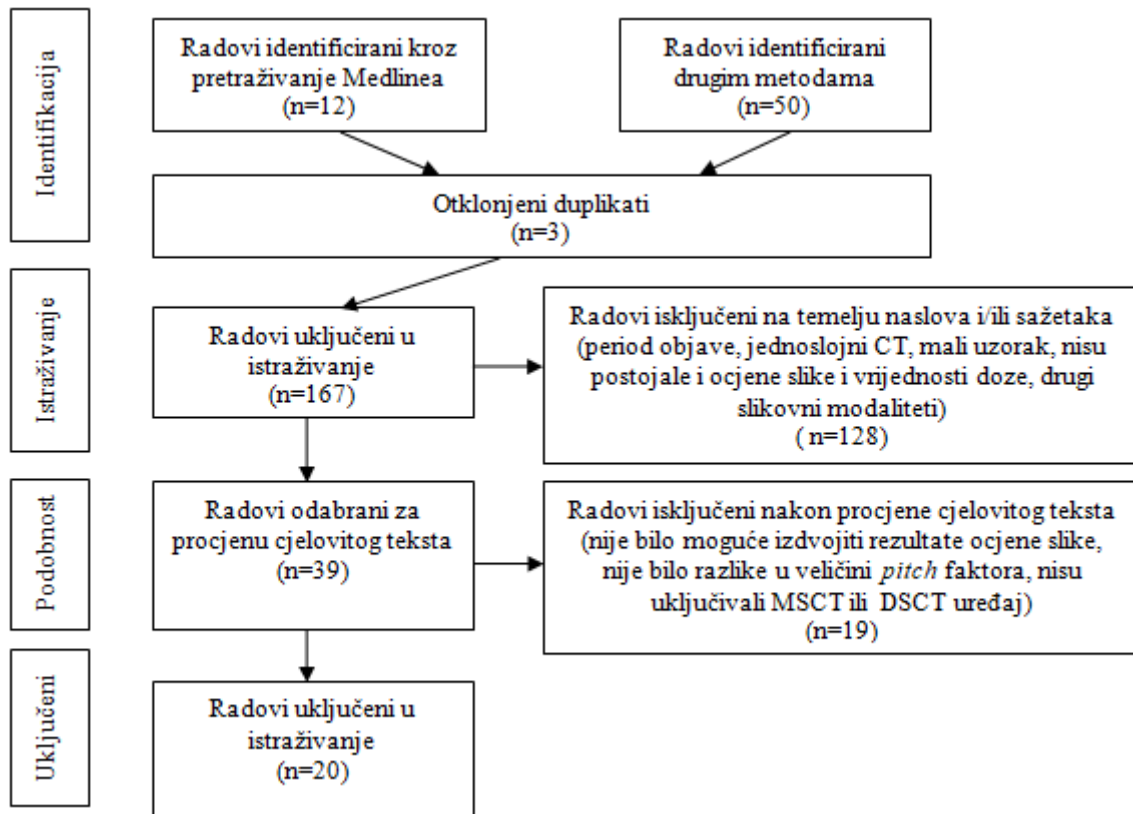 Identifikacija
Radovi identificirani kroz
pretraživanje Medlinea
(n=12)
Radovi identificirani
drugim metodama
(n=50)
Otklonjeni duplikati
(n=3)
Istraživanje
Radovi uključeni u
istraživanje
(n=167)
Radovi isključeni na temelju naslova i/ili sažetaka
(period objave, jednoslojni CT, mali uzorak, nisu
postojale i ocjene slike i vrijednosti doze, drugi
slikovni modaliteti)
( n=128)
Podobnost
Radovi odabrani za
procjenu cjelovitog teksta
(n=39)
Radovi isključeni nakon procjene cjelovitog teksta
(nije bilo moguće izdvojiti rezultate ocjene slike,
nije bilo razlike u veličini pitch faktora, nisu
uključivali MSCT ili DSCT uređaj)
(n=19)
Uključeni
Radovi uključeni u
istraživanje
(n=20)